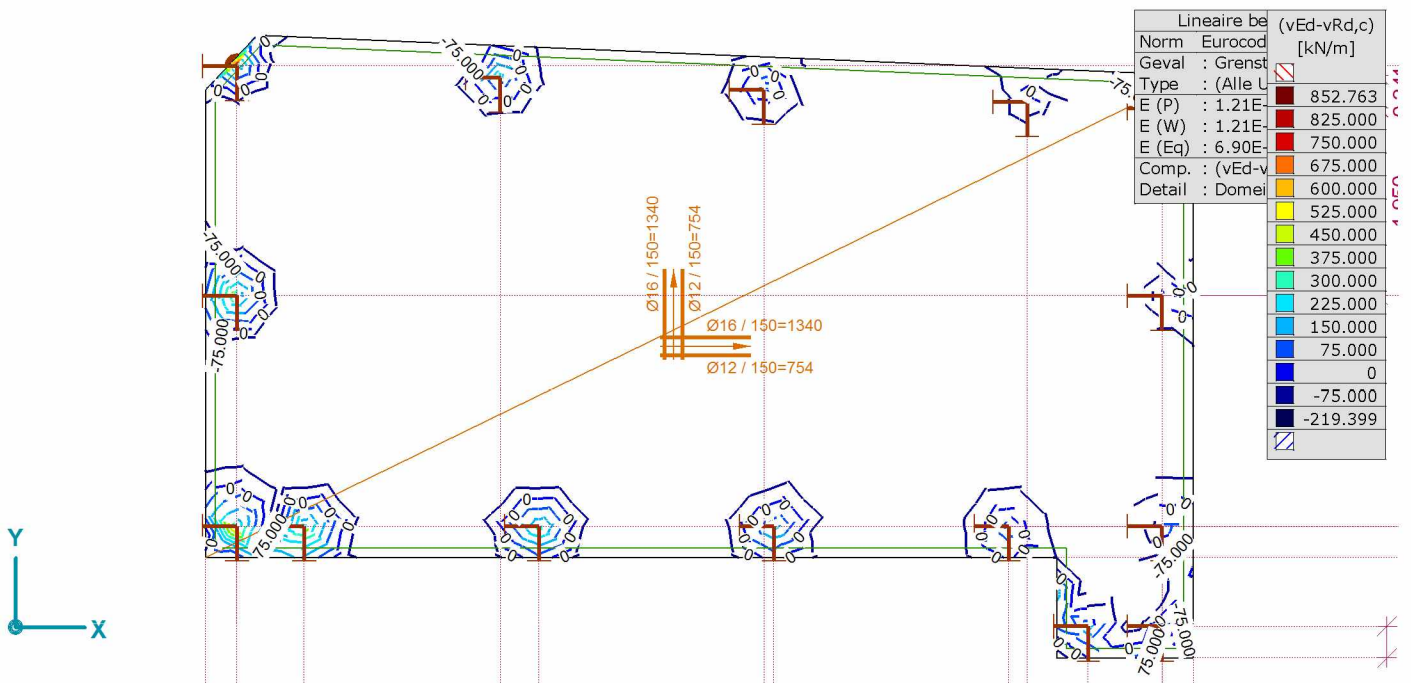 Lineaire be
Norm Eurocod
Geval : Grenst
Type : (Alle U
E (P) : 1.21E-
E (W) : 1.21E-
E (Eq) : 6.90E-
Comp. : (vEd-v
Detail : Domei
(vEd-vRd,c)
[kN/m]
852.763
825.000
750.000
675.000
600.000
525.000
450.000
375.000
300.000
225.000
150.000
75.000
0
-75.000
-219.399
-75.000
-75.000
-75.000
Ø16 / 150=1340
Ø12 / 150=754
Ø16 / 150=1340
Ø12 / 150=754
-75.000
-75.000
-75.000
75.000
Y
X